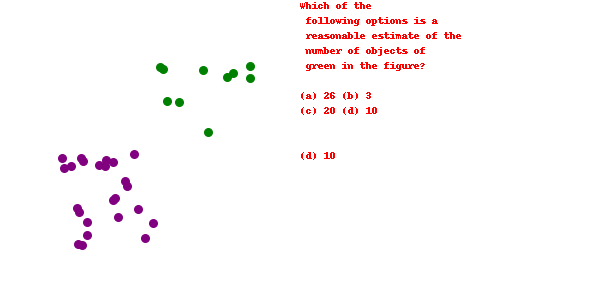 Which of the
following options is a
reasonable estimate of the
number of objects of
green in the figure?
(a) 26 (b) 3
(c) 20 (d) 10
(d) 10